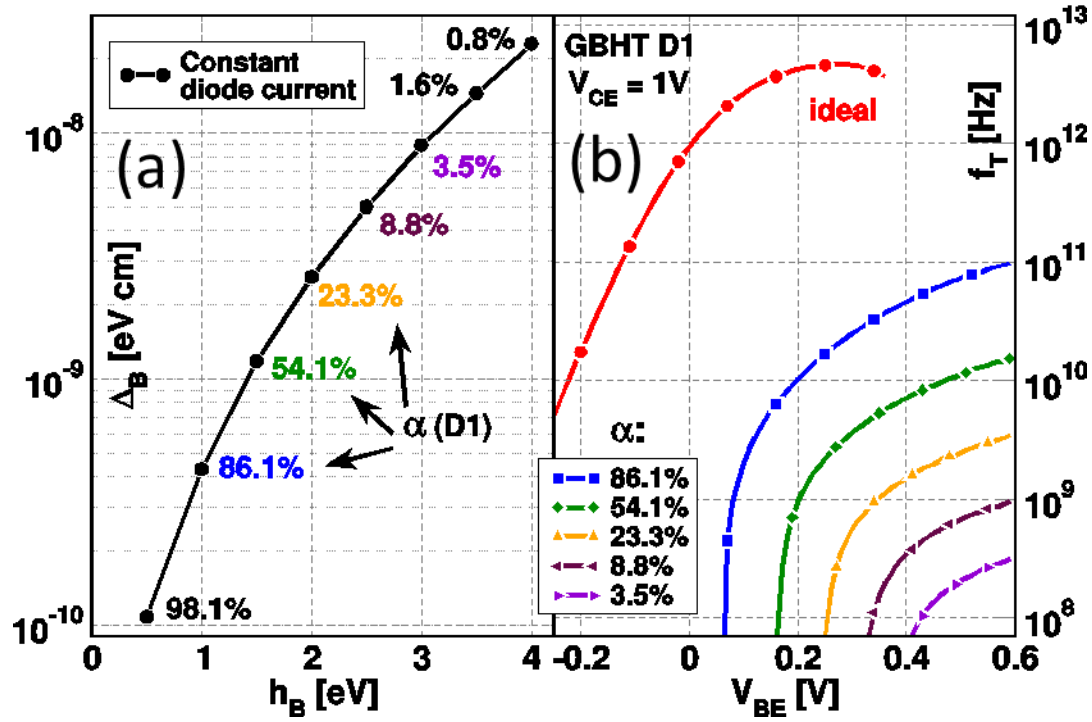 Constant
diode current
(a)
0.8%
1.6%
3.5%
8.8%
23.3%
54.1%
86.1%
98.1%
α (D1)
10^-8
10^-9
10^-10
Δ_B [eV cm]
0 1 2 3 4
h_B [eV]
GBHT D1
V_CE = 1V
(b)
ideal
α:
86.1%
54.1%
23.3%
8.8%
3.5%
10^13
10^12
10^11
10^10
10^9
10^8
f_T [Hz]
-0.2 0 0.2 0.4 0.6
V_BE [V]